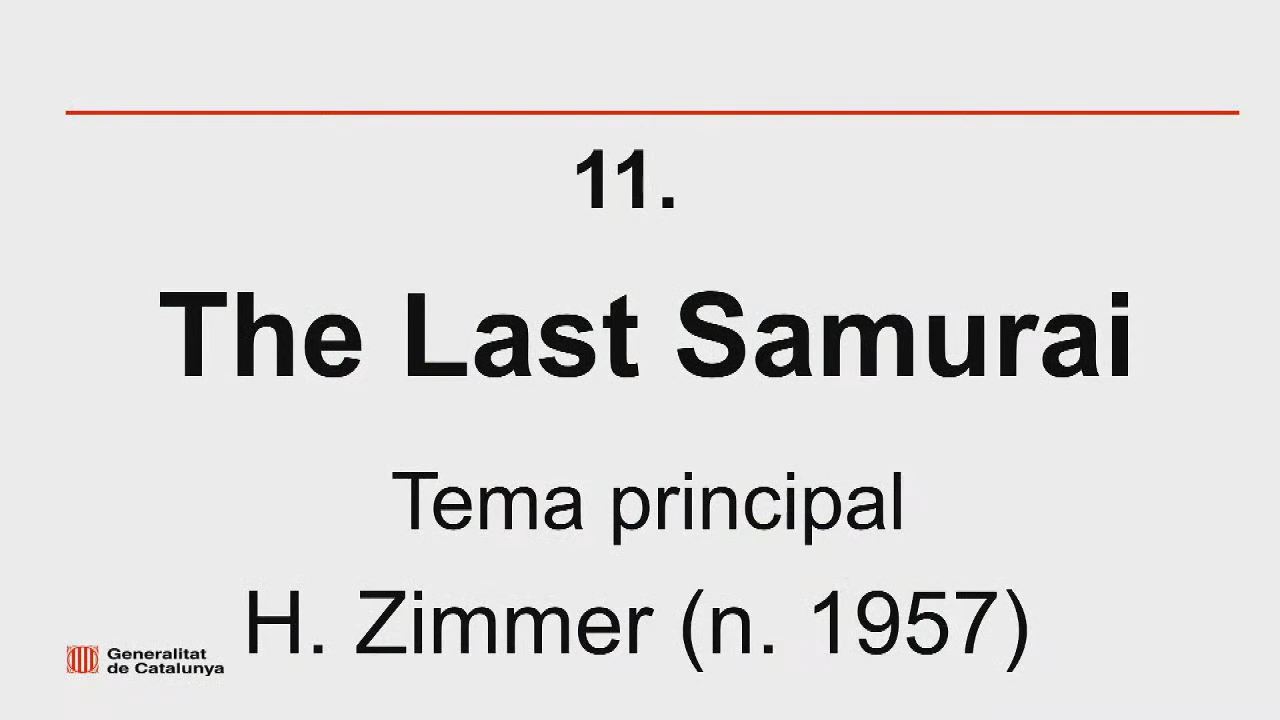 11.
The Last Samurai
Tema principal
H. Zimmer (n. 1957)
Generalitat
de Catalunya